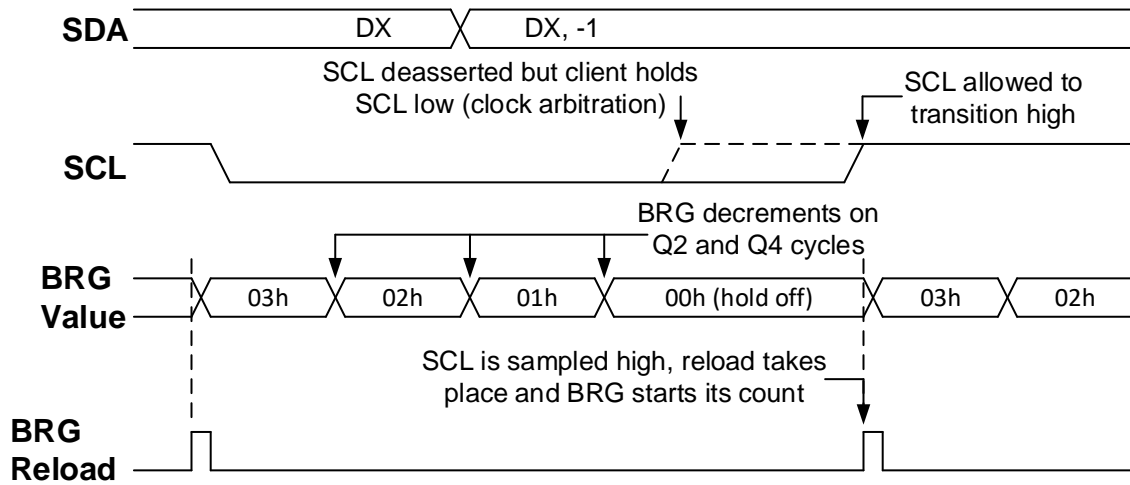 SDA
DX
DX, -1
SCL deasserted but client holds
SCL low (clock arbitration)
SCL allowed to
transition high
SCL
BRG decrements on
Q2 and Q4 cycles
BRG
Value
03h
02h
01h
00h (hold off)
03h
02h
SCL is sampled high, reload takes
place and BRG starts its count
BRG
Reload